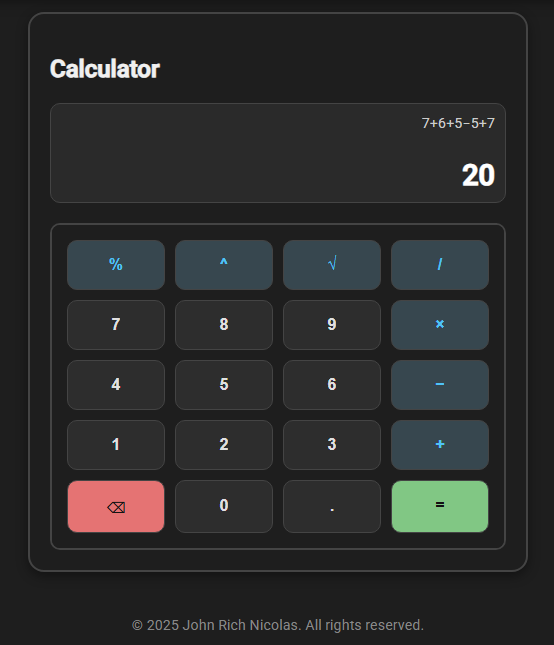 Calculator
7+6+5−5+7
20
% ^ √ /
7 8 9 ×
4 5 6 −
1 2 3 +
⌫ 0 . =
© 2025 John Rich Nicolas. All rights reserved.